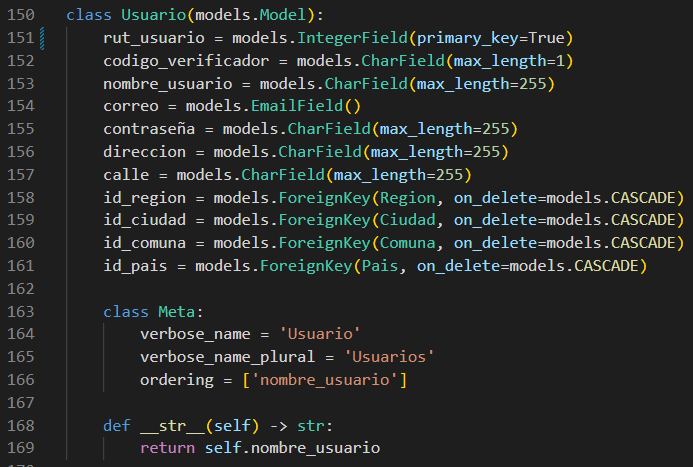 150 class Usuario(models.Model):
151     rut_usuario = models.IntegerField(primary_key=True)
152     codigo_verificador = models.CharField(max_length=1)
153     nombre_usuario = models.CharField(max_length=255)
154     correo = models.EmailField()
155     contraseña = models.CharField(max_length=255)
156     direccion = models.CharField(max_length=255)
157     calle = models.CharField(max_length=255)
158     id_region = models.ForeignKey(Region, on_delete=models.CASCADE)
159     id_ciudad = models.ForeignKey(Ciudad, on_delete=models.CASCADE)
160     id_comuna = models.ForeignKey(Comuna, on_delete=models.CASCADE)
161     id_pais = models.ForeignKey(Pais, on_delete=models.CASCADE)
162
163     class Meta:
164         verbose_name = 'Usuario'
165         verbose_name_plural = 'Usuarios'
166         ordering = ['nombre_usuario']
167
168     def __str__(self) -> str:
169         return self.nombre_usuario